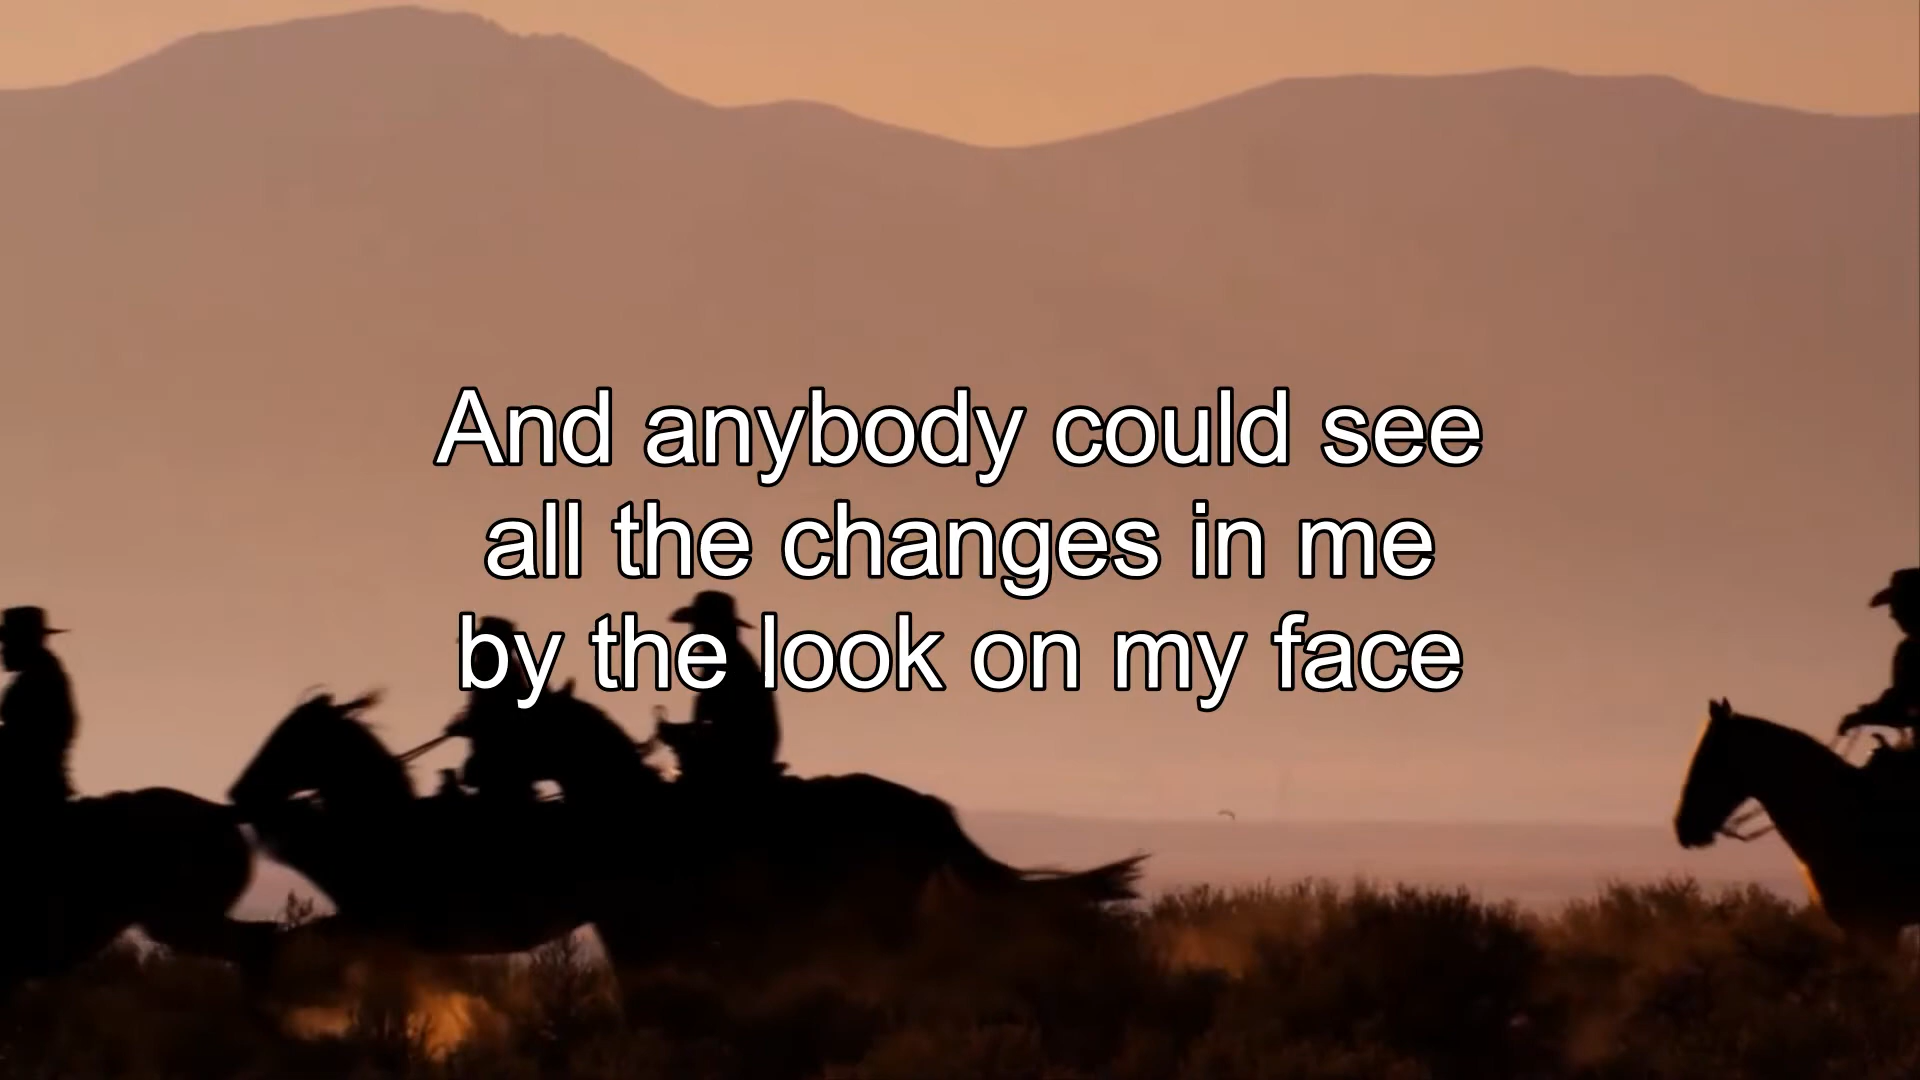 And anybody could see
all the changes in me
by the look on my face